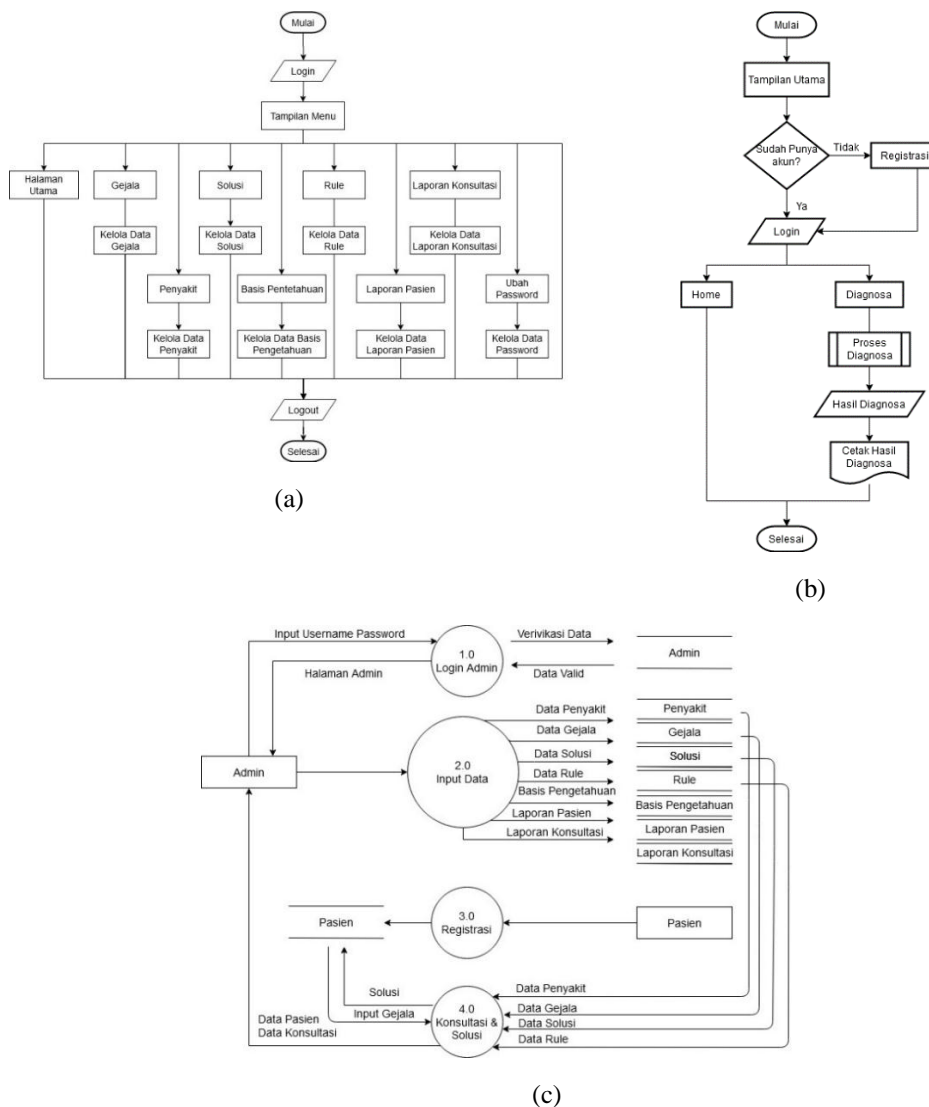 Mulai
Login
Tampilan Menu
Halaman
Utama
Gejala
Solusi
Rule
Laporan Konsultasi
Kelola Data
Gejala
Kelola Data
Solusi
Kelola Data
Rule
Kelola Data
Laporan Konsultasi
Penyakit
Basis Pentetahuan
Laporan Pasien
Ubah
Password
Kelola Data
Penyakit
Kelola Data Basis
Pengetahuan
Kelola Data
Laporan Pasien
Kelola Data
Password
Logout
Selesai
(a)
Mulai
Tampilan Utama
Sudah Punya
akun?
Tidak
Registrasi
Ya
Login
Home
Diagnosa
Proses
Diagnosa
Hasil Diagnosa
Cetak Hasil
Diagnosa
Selesai
(b)
Input Username Password
Halaman Admin
1.0
Login Admin
Verivikasi Data
Data Valid
Admin
Admin
2.0
Input Data
Data Penyakit
Data Gejala
Data Solusi
Data Rule
Basis Pengetahuan
Laporan Pasien
Laporan Konsultasi
Penyakit
Gejala
Solusi
Rule
Basis Pengetahuan
Laporan Pasien
Laporan Konsultasi
Pasien
3.0
Registrasi
Pasien
Solusi
Input Gejala
Data Pasien
Data Konsultasi
4.0
Konsultasi &
Solusi
Data Penyakit
Data Gejala
Data Solusi
Data Rule
(c)